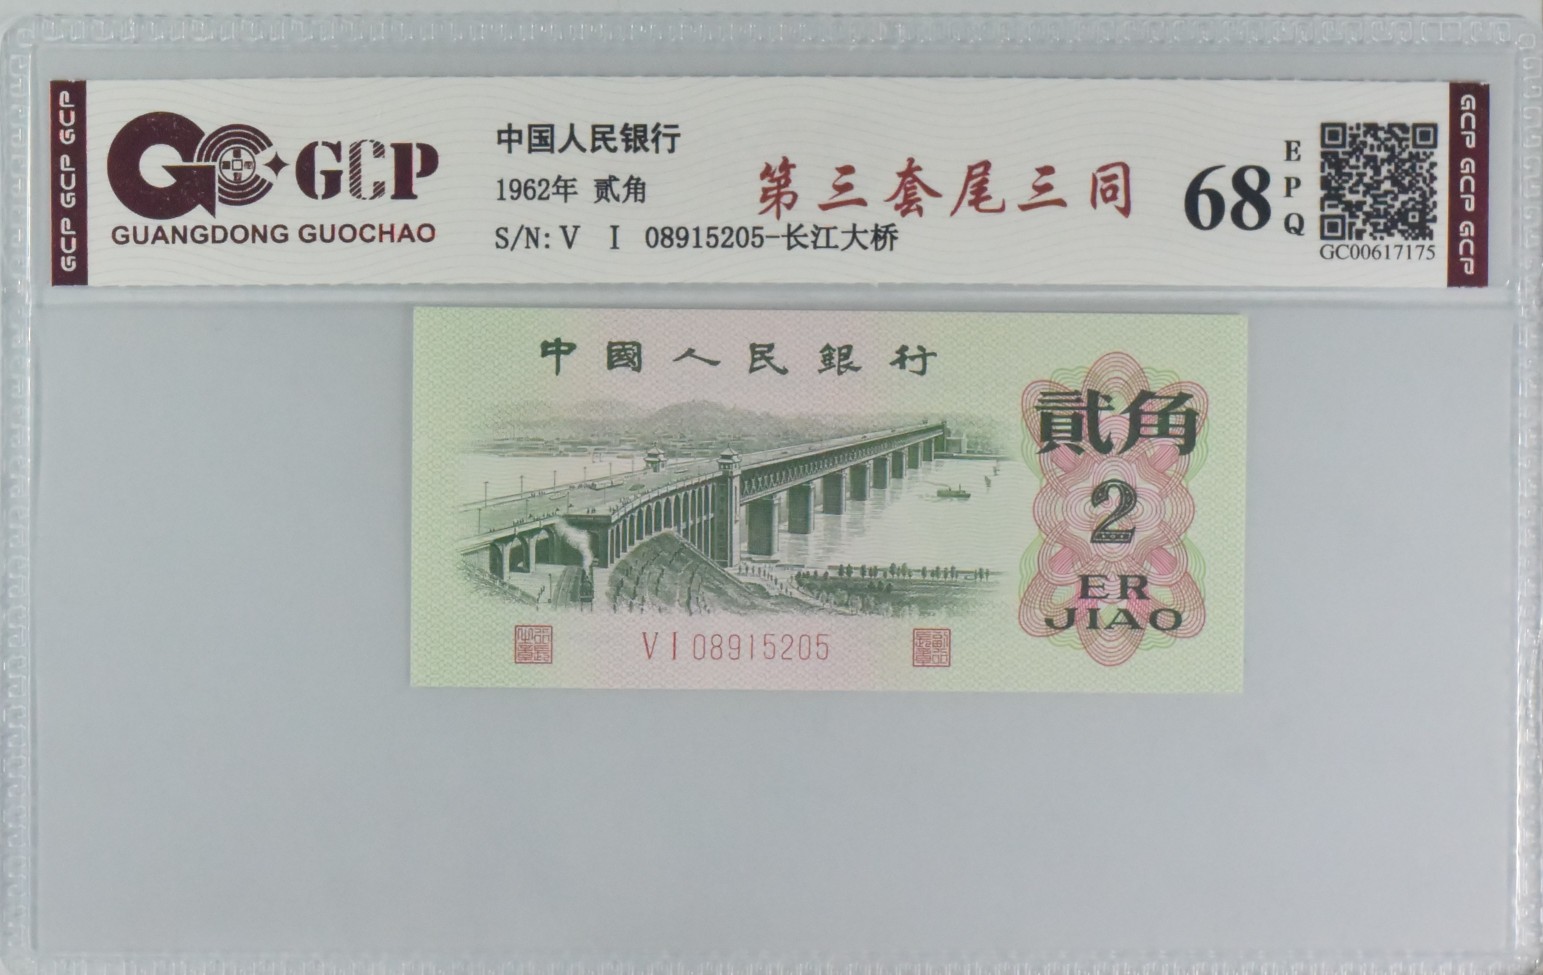 GCP GCP GCP
GCP
GUANGDONG GUOCHAO
中国人民银行
1962年 贰角
S/N: V I 08915205-长江大桥
第三套尾三同
68
EPQ
GC00617175
GCP GCP GCP
中國人民銀行
貳角
2
ER
JIAO
V I 08915205